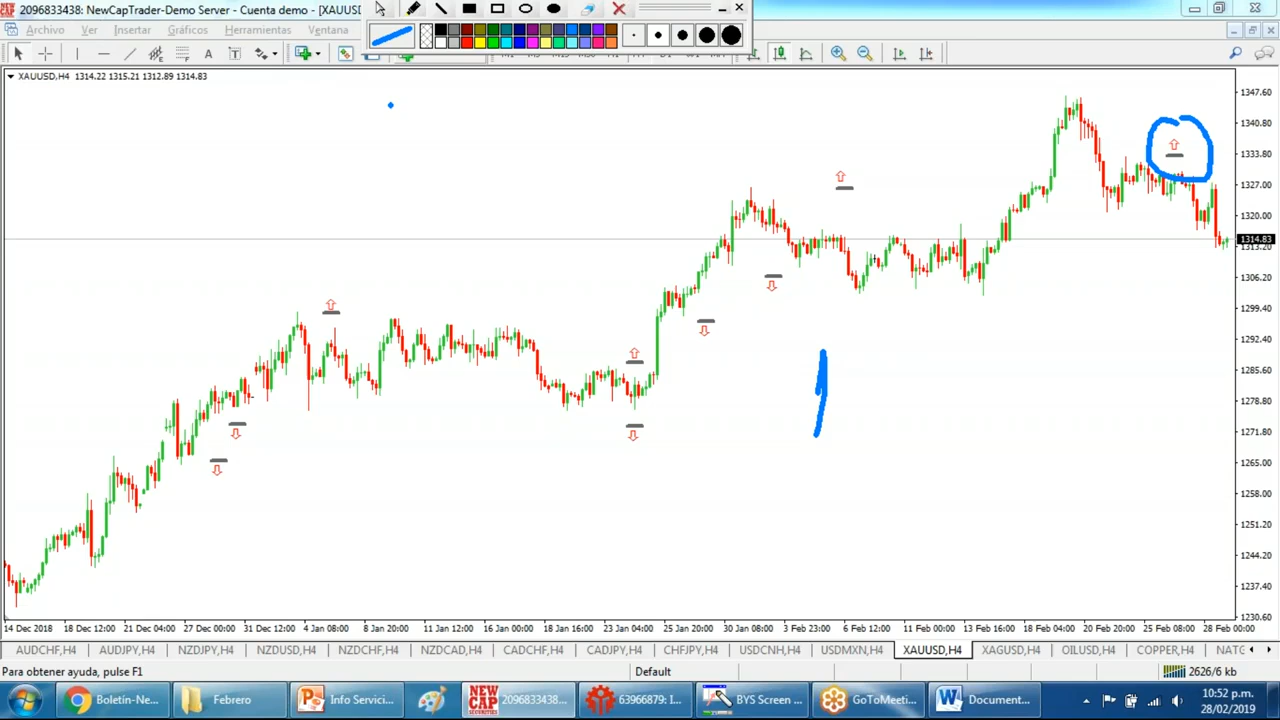 2096833438: NewCapTrader-Demo Server - Cuenta demo - [XAUUSD
Archivo Ver Insertar Gráficos Herramientas Ventana
A T
XAUUSD,H4 1314.22 1315.21 1312.89 1314.83
1347.60
1340.80
1333.80
1327.00
1320.00
1314.83
1313.20
1306.20
1299.40
1292.40
1285.60
1278.80
1271.80
1265.00
1258.00
1251.20
1244.20
1237.40
1230.60
14 Dec 2018 18 Dec 12:00 21 Dec 04:00 27 Dec 00:00 31 Dec 12:00 4 Jan 08:00 8 Jan 20:00 11 Jan 12:00 16 Jan 00:00 18 Jan 16:00 23 Jan 04:00 25 Jan 20:00 30 Jan 08:00 3 Feb 23:00 6 Feb 12:00 11 Feb 00:00 13 Feb 16:00 18 Feb 04:00 20 Feb 20:00 25 Feb 08:00 28 Feb 00:00
AUDCHF,H4 AUDJPY,H4 NZDJPY,H4 NZDUSD,H4 NZDCHF,H4 NZDCAD,H4 CADCHF,H4 CADJPY,H4 CHFJPY,H4 USDCNH,H4 USDMXN,H4 XAUUSD,H4 XAGUSD,H4 OILUSD,H4 COPPER,H4 NATG
Para obtener ayuda, pulse F1 Default 2626/6 kb
Boletín-Ne... Febrero Info Servici... NEW CAP 2096833438... 63966879: I... BYS Screen ... GoToMeeti... Document... 10:52 p.m.
28/02/2019